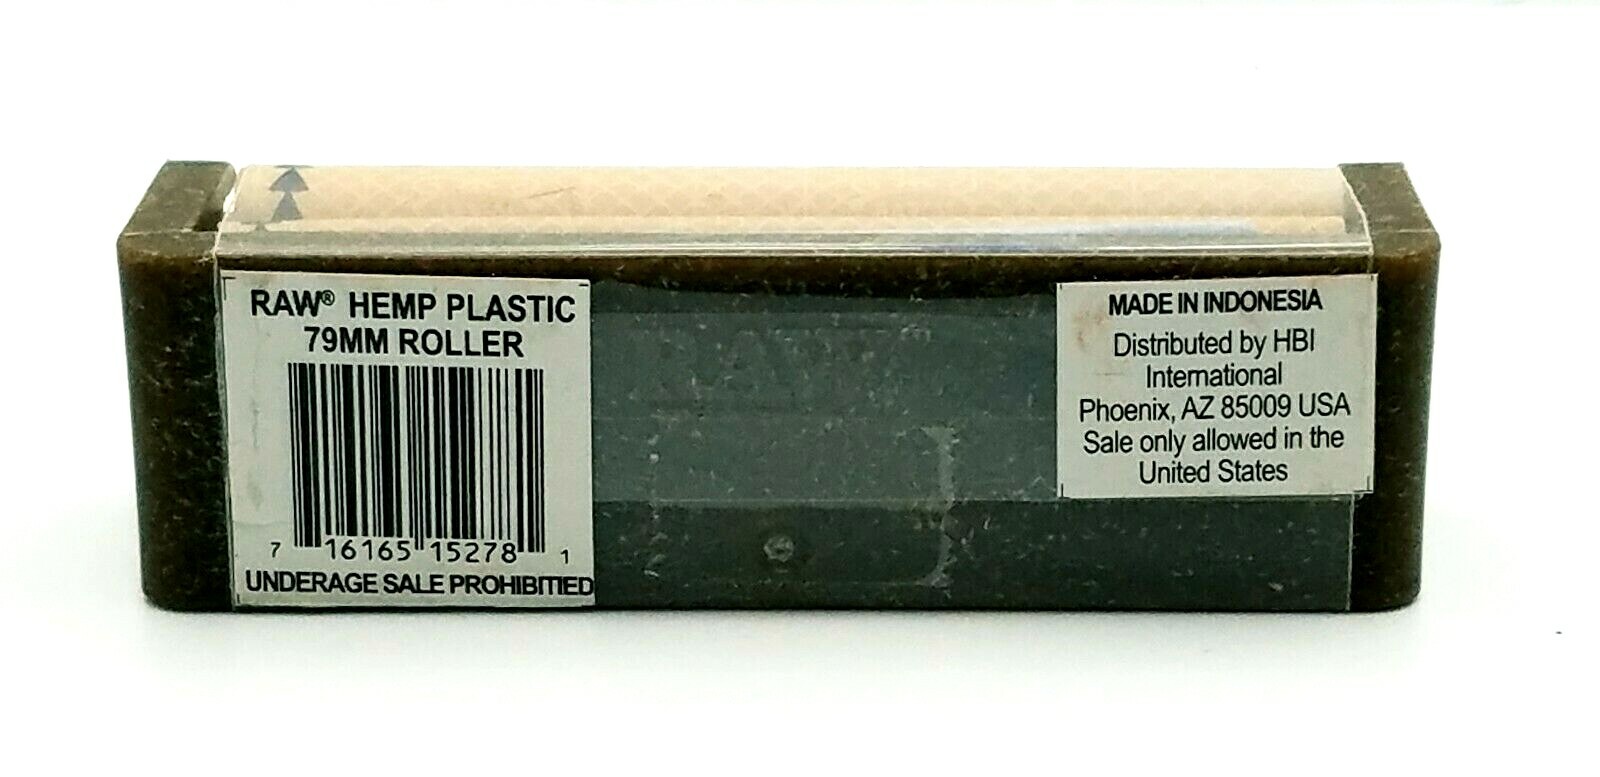 RAW® HEMP PLASTIC
79MM ROLLER
7 16165 15278 1
UNDERAGE SALE PROHIBITIED
MADE IN INDONESIA
Distributed by HBI
International
Phoenix, AZ 85009 USA
Sale only allowed in the
United States